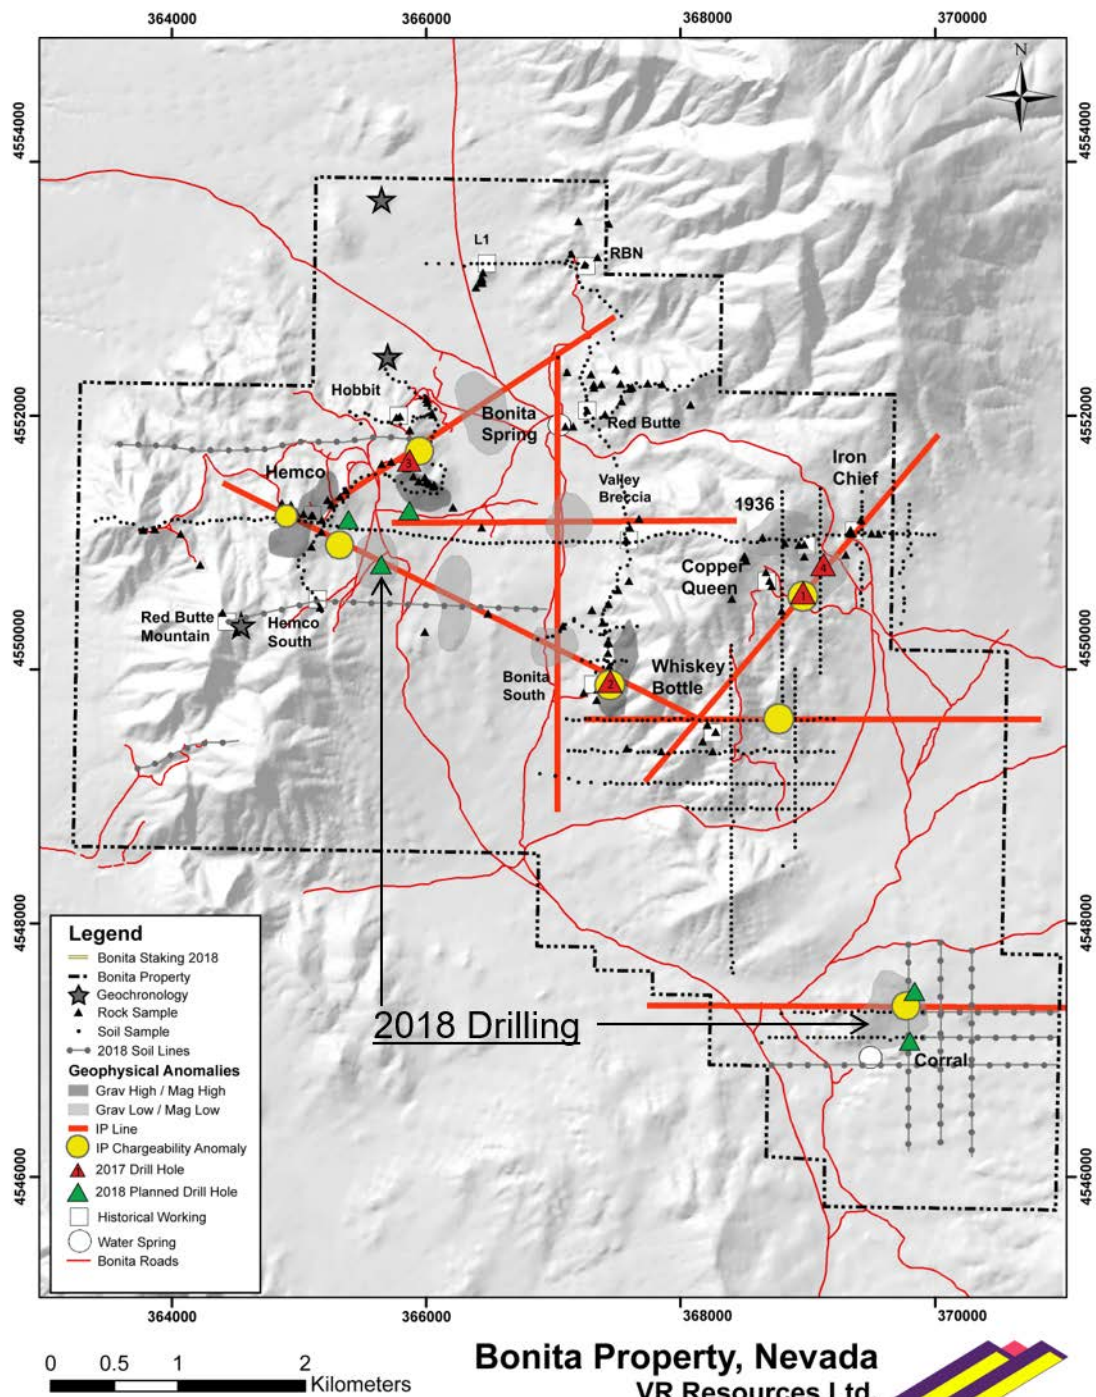 364000
366000
368000
370000
N
4554000
4554000
L1
RBN
Hobbit
4552000
4552000
Bonita
Spring
Red Butte
Iron
Chief
Hemco
3
Valley
Breccia
1936
Copper
Queen
4
1
Red Butte
Mountain
Hemco
South
4550000
4550000
Bonita
South
2
Whiskey
Bottle
4548000
4548000
2018 Drilling
Corral
4546000
4546000
Legend
Bonita Staking 2018
Bonita Property
Geochronology
Rock Sample
Soil Sample
2018 Soil Lines
Geophysical Anomalies
Grav High / Mag High
Grav Low / Mag Low
IP Line
IP Chargeability Anomaly
2017 Drill Hole
2018 Planned Drill Hole
Historical Working
Water Spring
Bonita Roads
364000
366000
368000
370000
0 0.5 1 2
Kilometers
Bonita Property, Nevada
VR Resources Ltd.